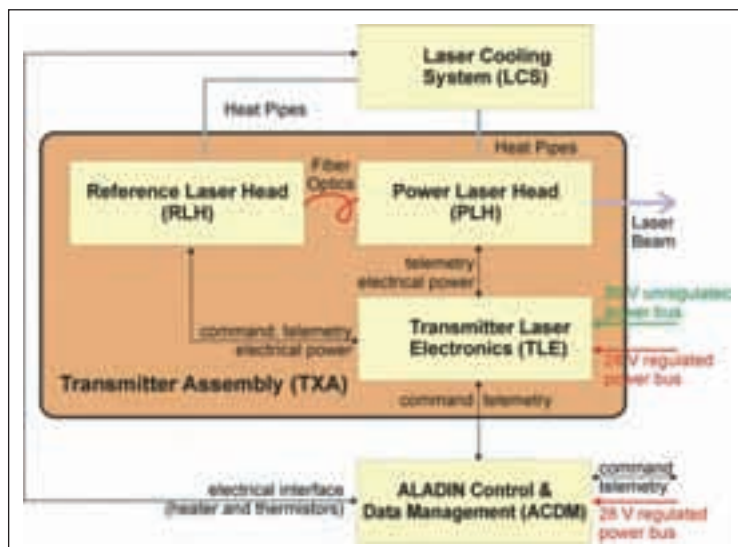 Laser Cooling
System (LCS)
Heat Pipes
Heat Pipes
Fiber
Optics
Reference Laser Head
(RLH)
Power Laser Head
(PLH)
Laser
Beam
telemetry
electrical power
V unregulated
power bus
command, telemetry
electrical power
Transmitter Laser
Electronics (TLE)
28 V regulated
power bus
Transmitter Assembly (TXA)
command telemetry
electrical interface
(heater and thermistors)
ALADIN Control &
Data Management (ACDM)
command
telemetry
28 V regulated
power bus